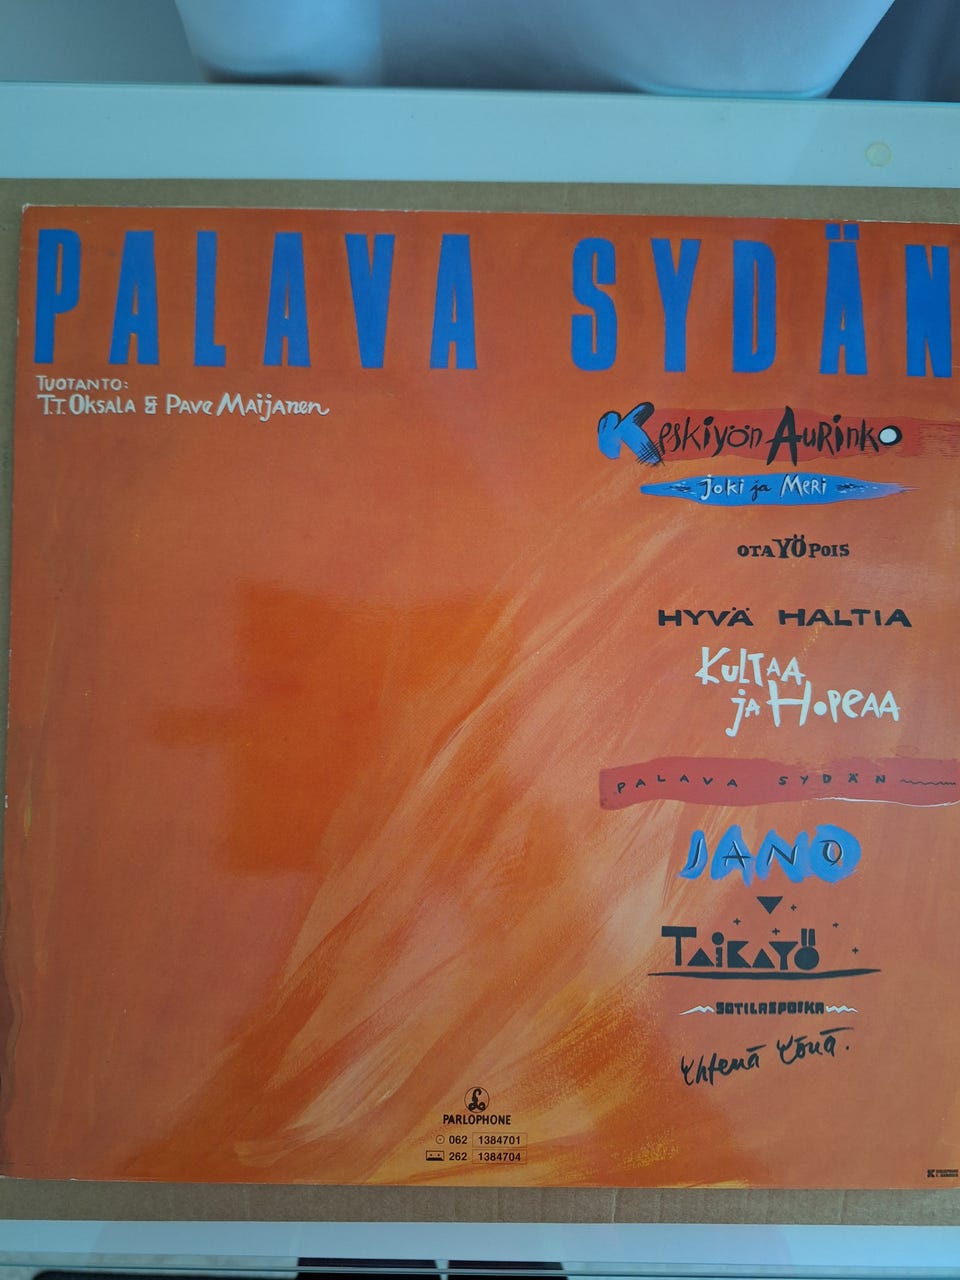 PALAVA SYDÄN
TUOTANTO:
T.T. OKSALA & PAVE MAIJANEN
KESKIYÖN AURINKO
JOKI ja MERI
OTA YÖ POIS
HYVÄ HALTIA
KULTAA
jA HOPEAA
PALAVA SYDÄN
JANO
TAIKAYÖ
SOTILASPOIKA
Yhtenä Yönä.
PARLOPHONE
062 1384701
262 1384704